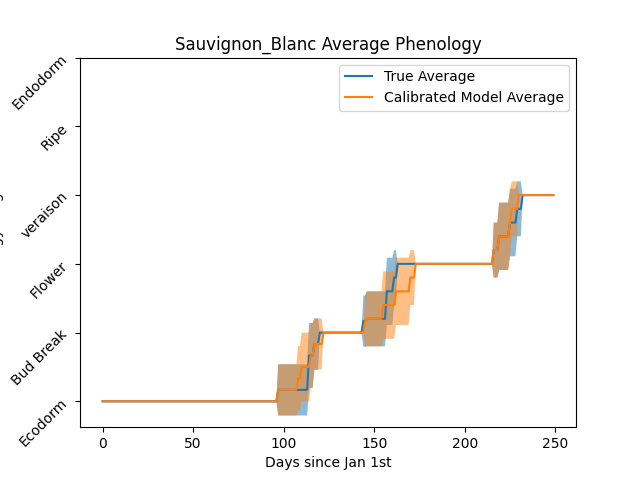 Sauvignon_Blanc Average Phenology
True Average
Calibrated Model Average
Endodorm
Ripe
veraison
Flower
Bud Break
Ecodorm
0 50 100 150 200 250
Days since Jan 1st